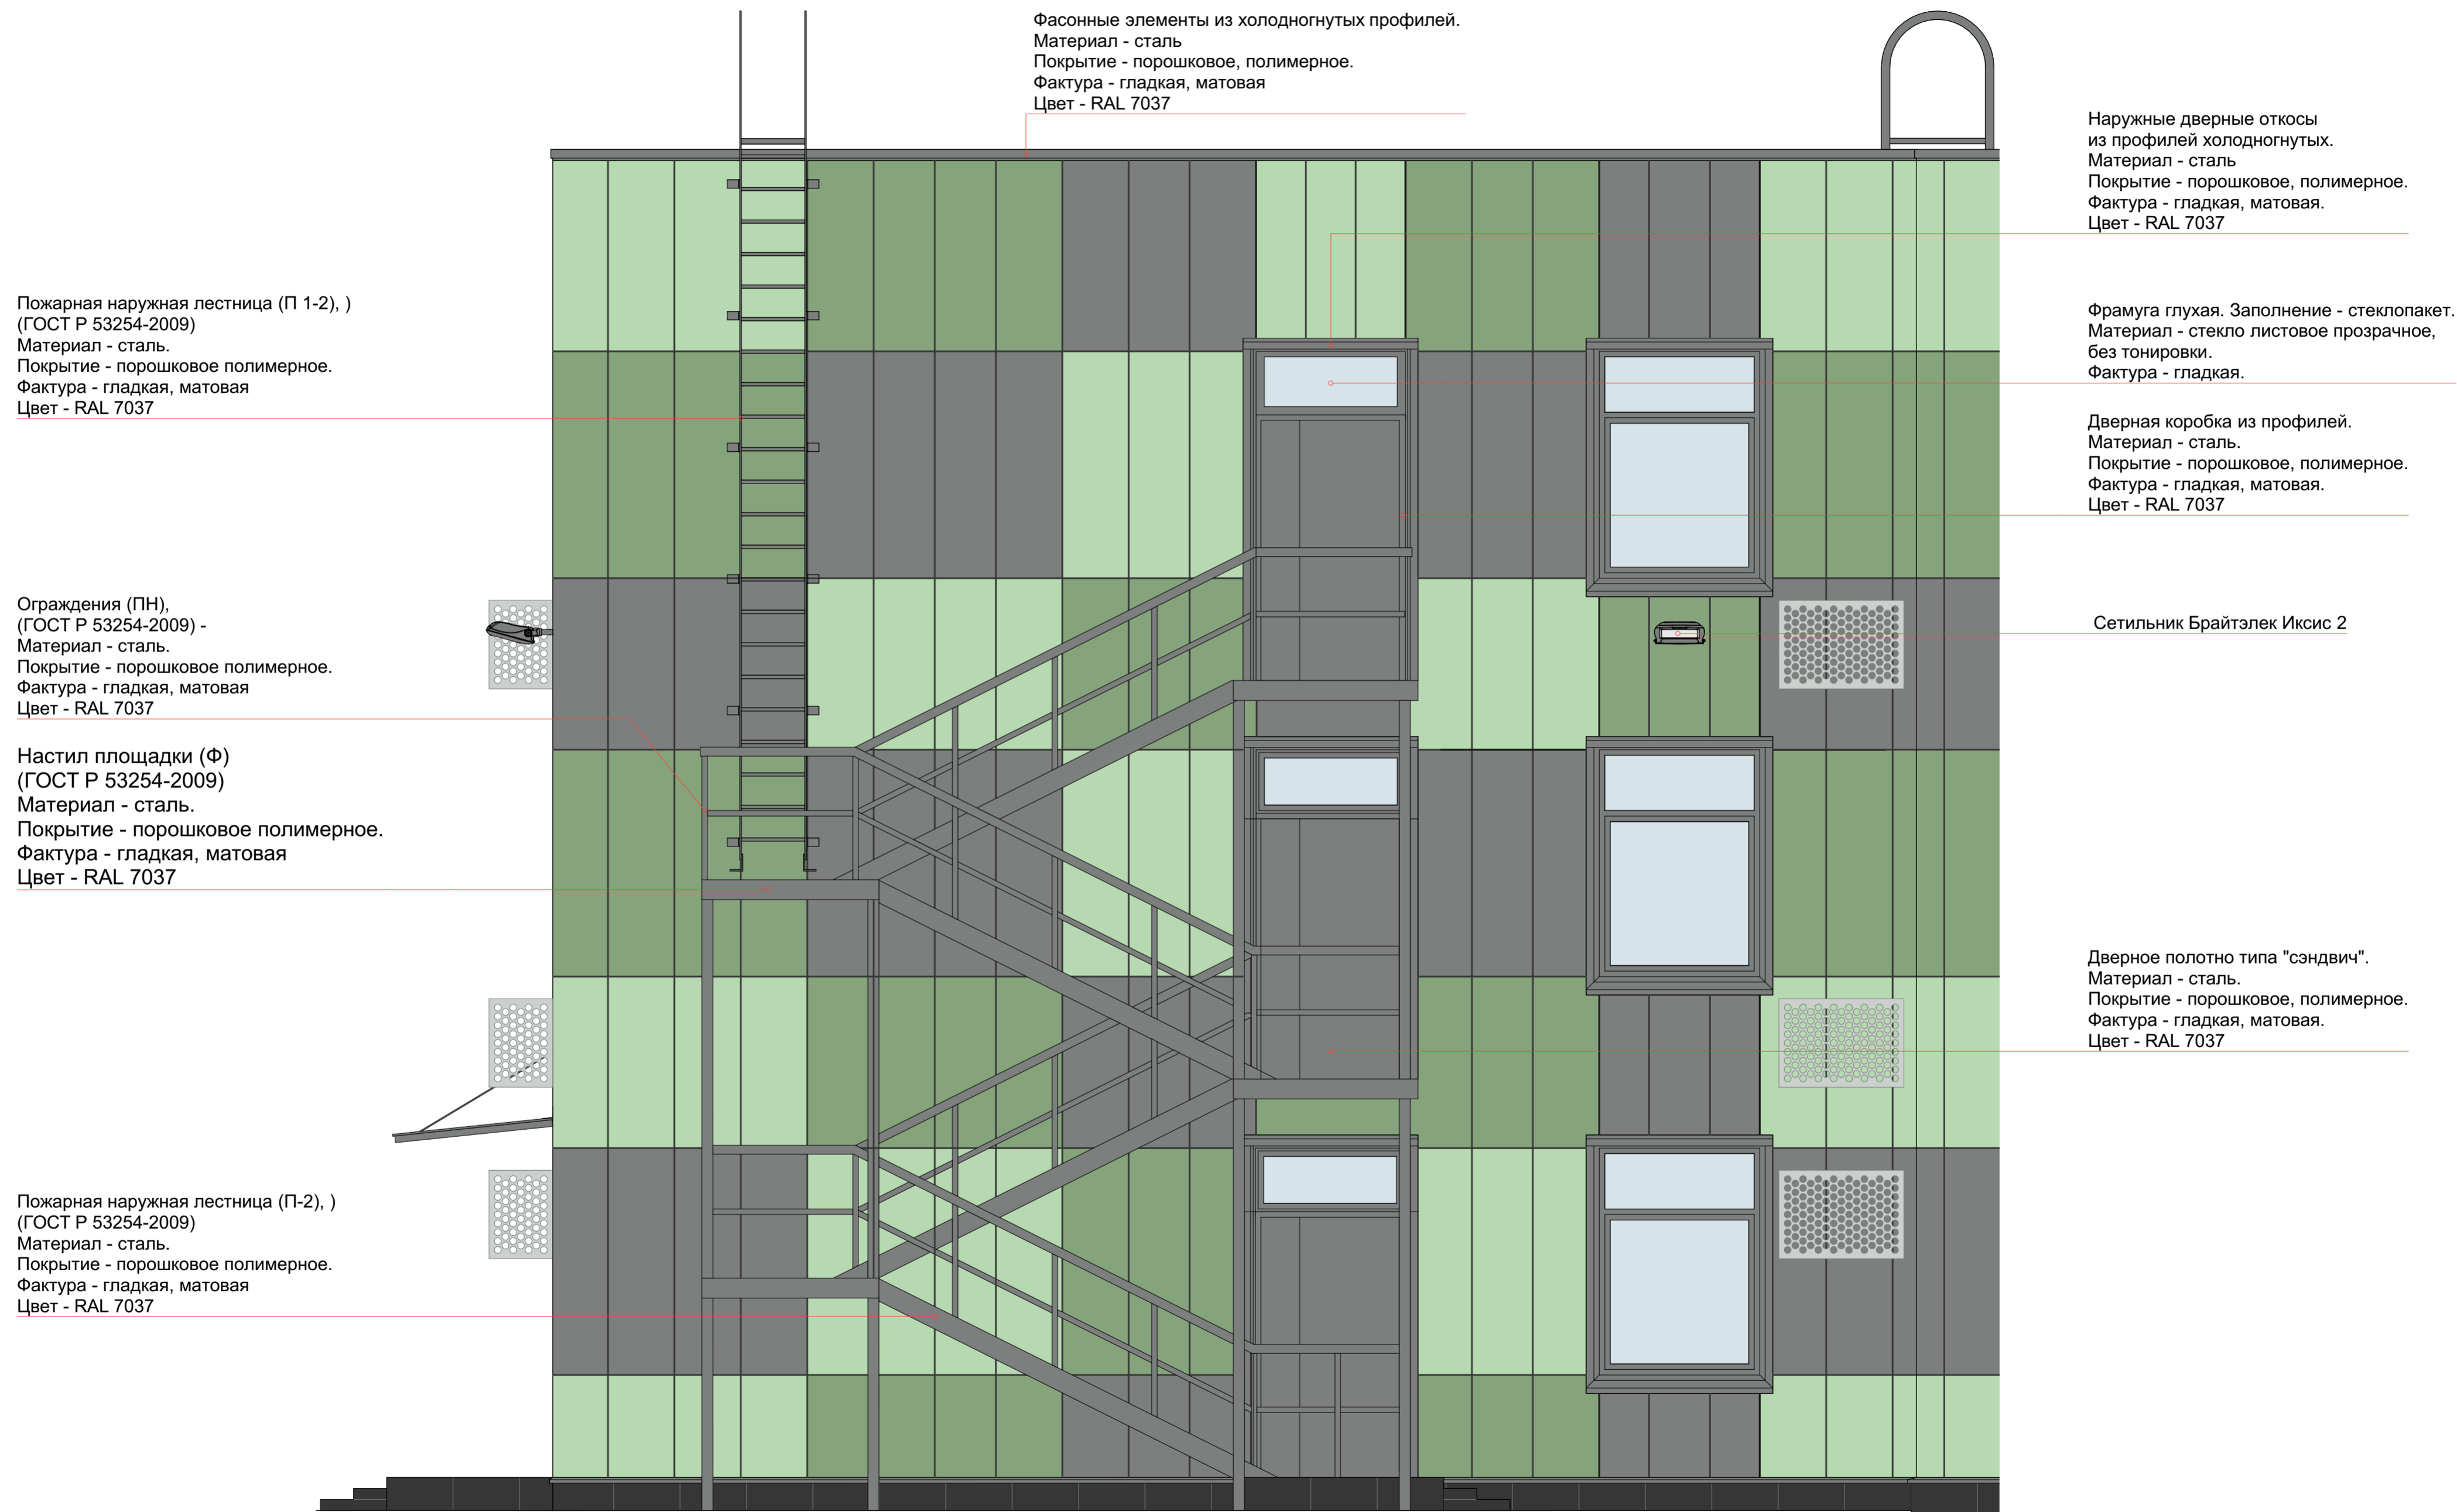 Фасонные элементы из холодногнутых профилей.
Материал - сталь
Покрытие - порошковое, полимерное.
Фактура - гладкая, матовая
Цвет - RAL 7037
Наружные дверные откосы
из профилей холодногнутых.
Материал - сталь
Покрытие - порошковое, полимерное.
Фактура - гладкая, матовая.
Цвет - RAL 7037
Пожарная наружная лестница (П 1-2), )
(ГОСТ Р 53254-2009)
Материал - сталь.
Покрытие - порошковое полимерное.
Фактура - гладкая, матовая
Цвет - RAL 7037
Фрамуга глухая. Заполнение - стеклопакет.
Материал - стекло листовое прозрачное,
без тонировки.
Фактура - гладкая.
Дверная коробка из профилей.
Материал - сталь.
Покрытие - порошковое, полимерное.
Фактура - гладкая, матовая.
Цвет - RAL 7037
Ограждения (ПН),
(ГОСТ Р 53254-2009) -
Материал - сталь.
Покрытие - порошковое полимерное.
Фактура - гладкая, матовая
Цвет - RAL 7037
Сетильник Брайтэлек Иксис 2
Настил площадки (Ф)
(ГОСТ Р 53254-2009)
Материал - сталь.
Покрытие - порошковое полимерное.
Фактура - гладкая, матовая
Цвет - RAL 7037
Дверное полотно типа "сэндвич".
Материал - сталь.
Покрытие - порошковое, полимерное.
Фактура - гладкая, матовая.
Цвет - RAL 7037
Пожарная наружная лестница (П-2), )
(ГОСТ Р 53254-2009)
Материал - сталь.
Покрытие - порошковое полимерное.
Фактура - гладкая, матовая
Цвет - RAL 7037